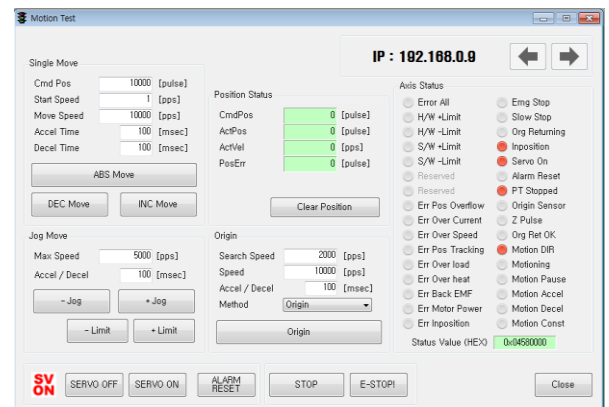 Motion Test
IP : 192.168.0.9
Single Move
Cmd Pos 10000 [pulse]
Start Speed 1 [pps]
Move Speed 10000 [pps]
Accel Time 100 [msec]
Decel Time 100 [msec]
ABS Move
DEC Move INC Move
Position Status
CmdPos 0 [pulse]
ActPos 0 [pulse]
ActVel 0 [pps]
PosErr 0 [pulse]
Clear Position
Jog Move
Max Speed 5000 [pps]
Accel / Decel 100 [msec]
- Jog + Jog
- Limit + Limit
Origin
Search Speed 2000 [pps]
Speed 10000 [pps]
Accel / Decel 100 [msec]
Method Origin
Origin
Axis Status
Error All Emg Stop
H/W +Limit Slow Stop
H/W -Limit Org Returning
S/W +Limit Inposition
S/W -Limit Servo On
Reserved Alarm Reset
Reserved PT Stopped
Err Pos Overflow Origin Sensor
Err Over Current Z Pulse
Err Over Speed Org Ret OK
Err Pos Tracking Motion DIR
Err Over load Motioning
Err Over heat Motion Pause
Err Back EMF Motion Accel
Err Motor Power Motion Decel
Err Inposition Motion Const
Status Value (HEX) 0x04580000
SV ON SERVO OFF SERVO ON ALARM RESET STOP E-STOP! Close